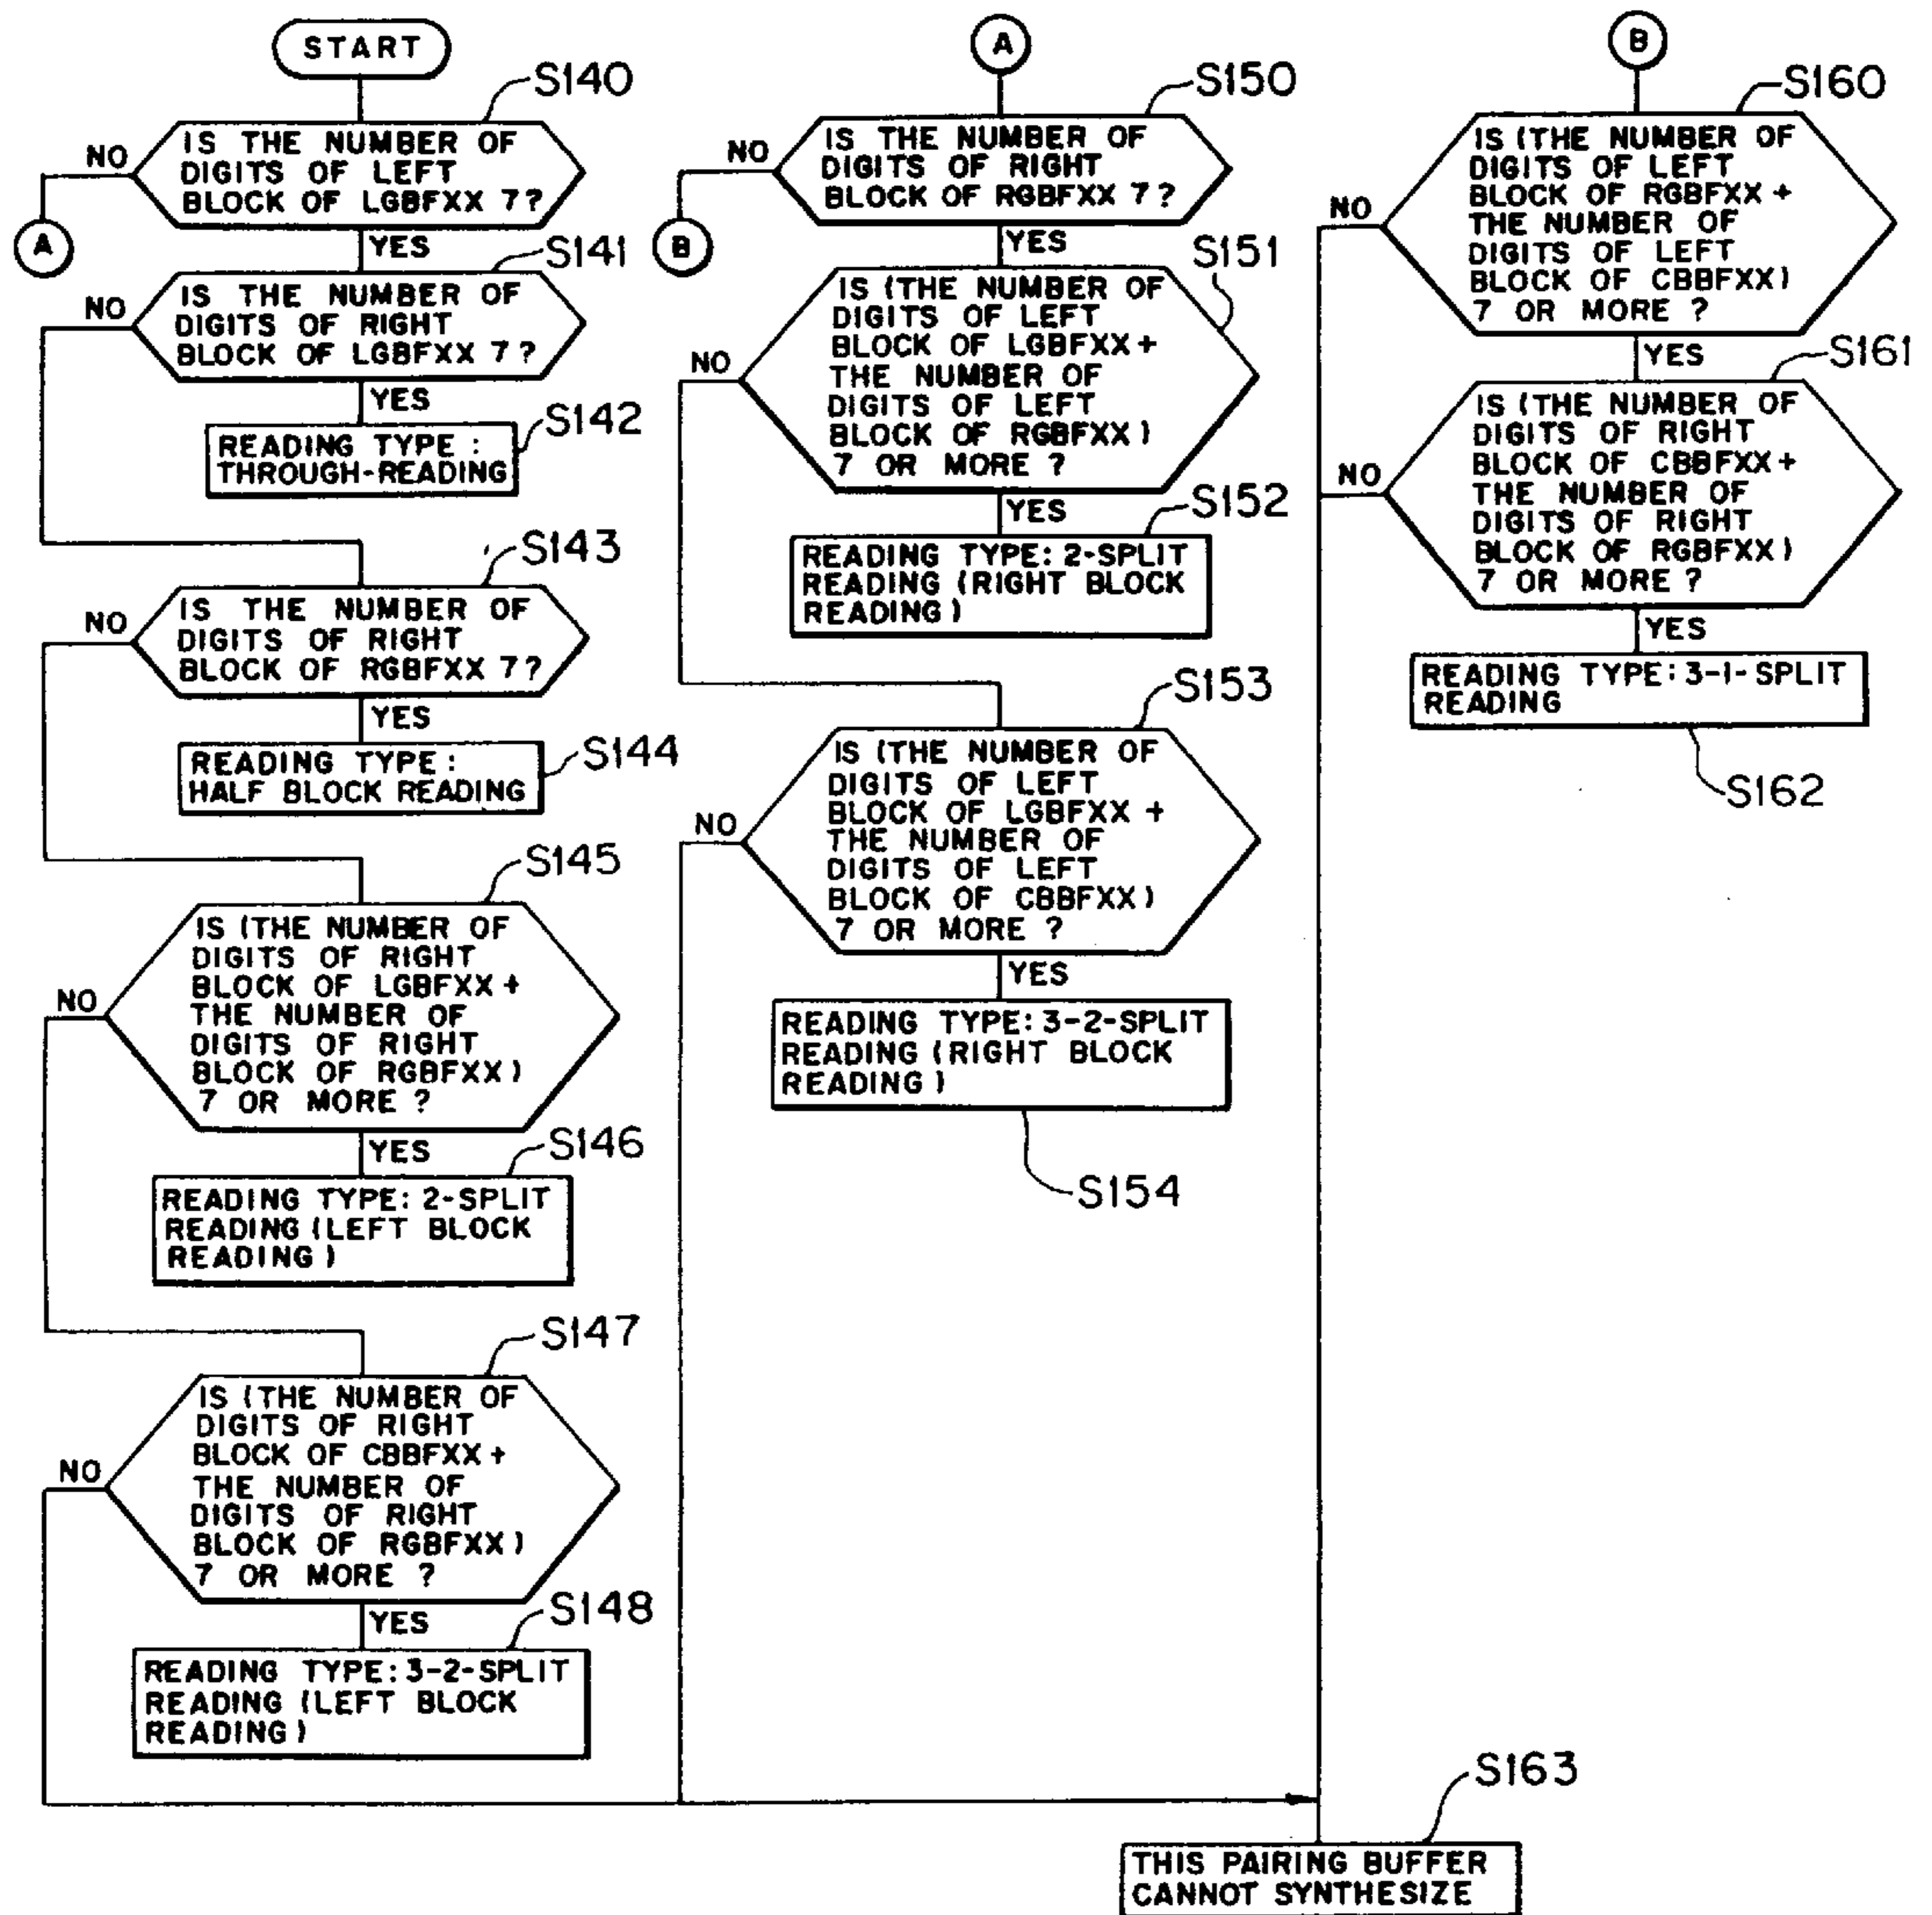 START
S140
IS THE NUMBER OF
DIGITS OF LEFT
BLOCK OF LGBFXX 7?
NO
A
YES
S141
IS THE NUMBER OF
DIGITS OF RIGHT
BLOCK OF LGBFXX 7?
NO
YES
S142
READING TYPE :
THROUGH-READING
S143
IS THE NUMBER OF
DIGITS OF RIGHT
BLOCK OF RGBFXX 7?
NO
YES
S144
READING TYPE :
HALF BLOCK READING
S145
IS (THE NUMBER OF
DIGITS OF RIGHT
BLOCK OF LGBFXX +
THE NUMBER OF
DIGITS OF RIGHT
BLOCK OF RGBFXX)
7 OR MORE ?
NO
YES
S146
READING TYPE: 2-SPLIT
READING (LEFT BLOCK
READING)
S147
IS (THE NUMBER OF
DIGITS OF RIGHT
BLOCK OF CBBFXX +
THE NUMBER OF
DIGITS OF RIGHT
BLOCK OF RGBFXX)
7 OR MORE ?
NO
YES
S148
READING TYPE: 3-2-SPLIT
READING (LEFT BLOCK
READING)
A
S150
IS THE NUMBER OF
DIGITS OF RIGHT
BLOCK OF RGBFXX 7?
NO
B
YES
S151
IS (THE NUMBER OF
DIGITS OF LEFT
BLOCK OF LGBFXX +
THE NUMBER OF
DIGITS OF LEFT
BLOCK OF RGBFXX)
7 OR MORE ?
NO
YES
S152
READING TYPE: 2-SPLIT
READING (RIGHT BLOCK
READING)
S153
IS (THE NUMBER OF
DIGITS OF LEFT
BLOCK OF LGBFXX +
THE NUMBER OF
DIGITS OF LEFT
BLOCK OF CBBFXX)
7 OR MORE ?
NO
YES
READING TYPE: 3-2-SPLIT
READING (RIGHT BLOCK
READING)
S154
B
S160
IS (THE NUMBER OF
DIGITS OF LEFT
BLOCK OF RGBFXX +
THE NUMBER OF
DIGITS OF LEFT
BLOCK OF CBBFXX)
7 OR MORE ?
NO
YES
S161
IS (THE NUMBER OF
DIGITS OF RIGHT
BLOCK OF CBBFXX +
THE NUMBER OF
DIGITS OF RIGHT
BLOCK OF RGBFXX)
7 OR MORE ?
NO
YES
READING TYPE: 3-1-SPLIT
READING
S162
S163
THIS PAIRING BUFFER
CANNOT SYNTHESIZE